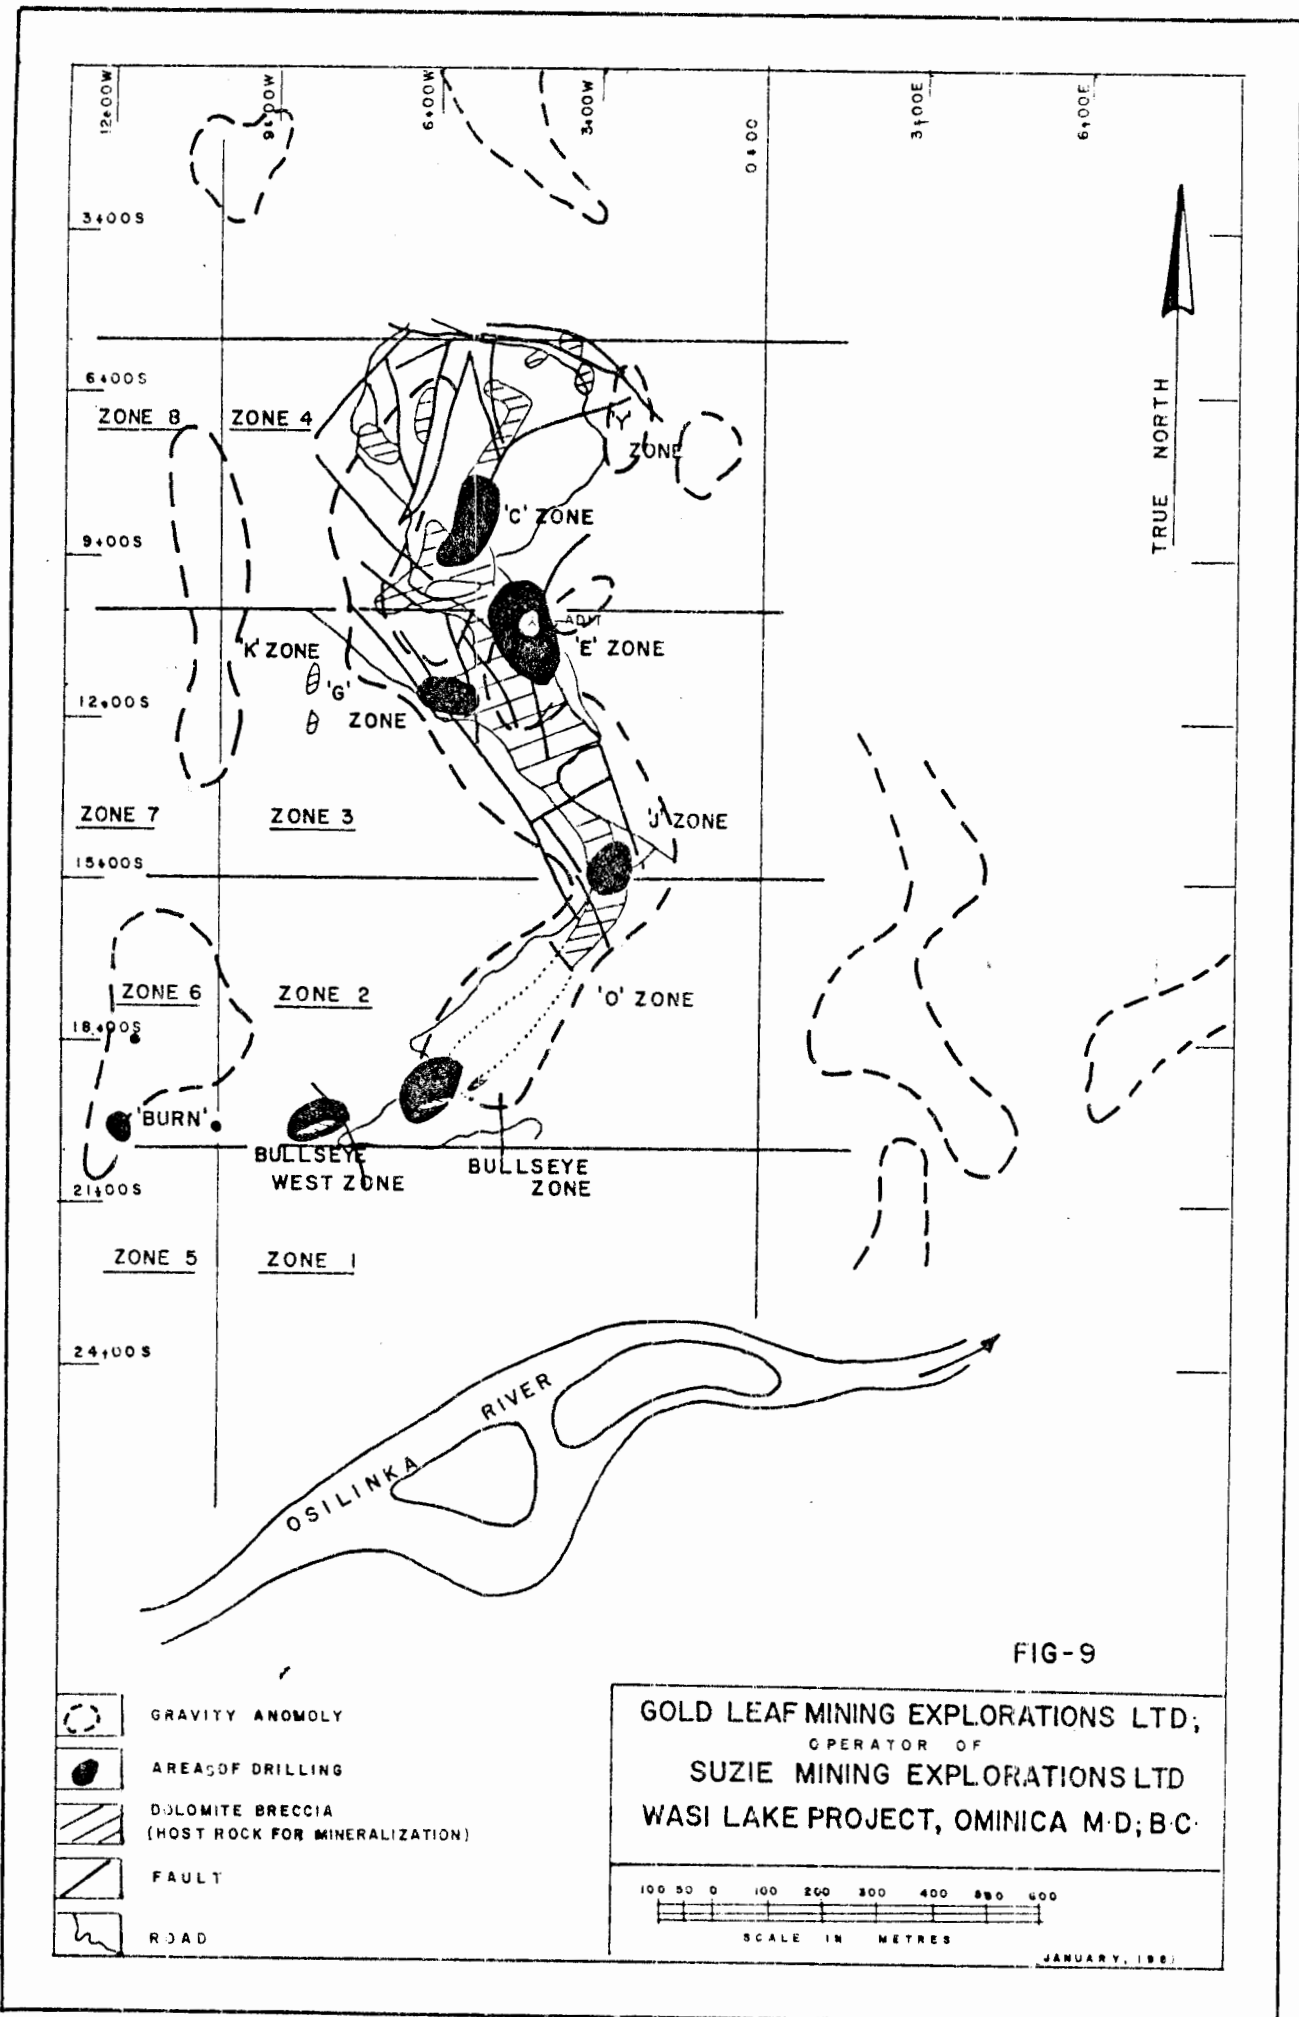 12+00W
9+00W
6+00W
3+00W
0+00
3+00E
6+00E
3+00S
TRUE NORTH
6+00S
ZONE 8
ZONE 4
'Y'
ZONE
'C' ZONE
9+00S
ADIT
'K' ZONE
'E' ZONE
'G'
ZONE
12+00S
ZONE 7
ZONE 3
'J' ZONE
15+00S
ZONE 6
ZONE 2
'O' ZONE
18+00S
'BURN'
BULLSEYE
WEST ZONE
BULLSEYE
ZONE
21+00S
ZONE 5
ZONE 1
24+00S
OSILINKA RIVER
FIG-9
GRAVITY ANOMOLY
AREAS OF DRILLING
DOLOMITE BRECCIA
(HOST ROCK FOR MINERALIZATION)
FAULT
ROAD
GOLD LEAF MINING EXPLORATIONS LTD;
OPERATOR OF
SUZIE MINING EXPLORATIONS LTD
WASI LAKE PROJECT, OMINICA M·D; B·C·
100 50 0 100 200 300 400 500 600
SCALE IN METRES
JANUARY,